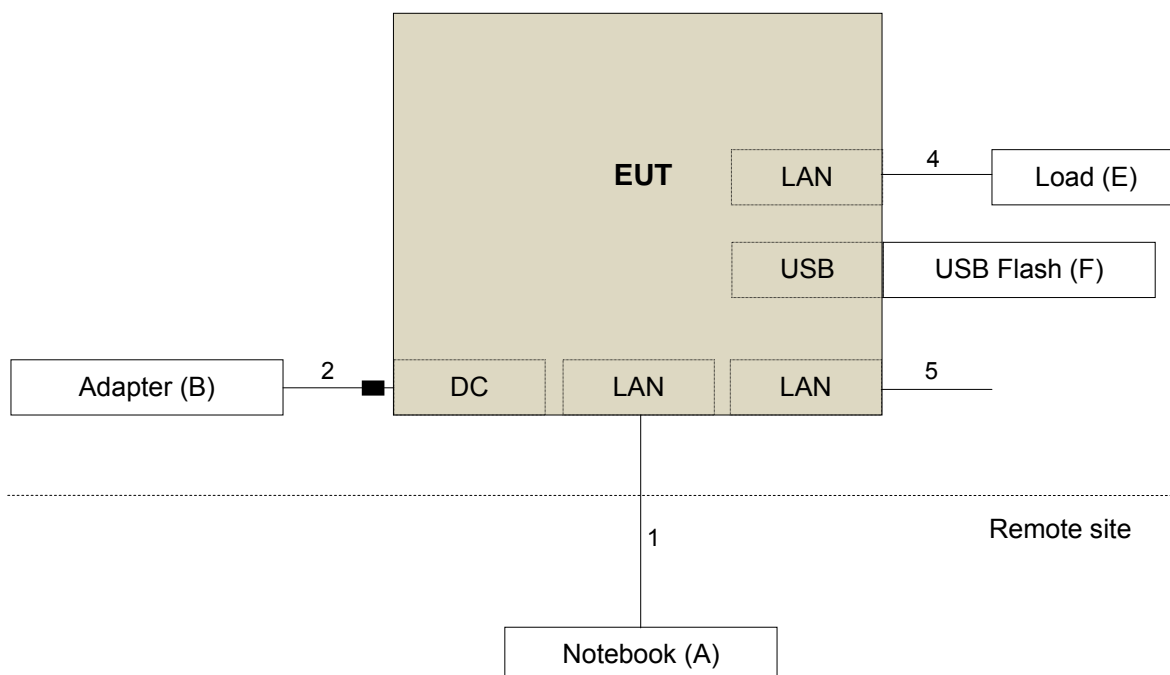 4
EUT
LAN
Load (E)
USB
USB Flash (F)
2
5
Adapter (B)
DC
LAN
LAN
Remote site
1
Notebook (A)